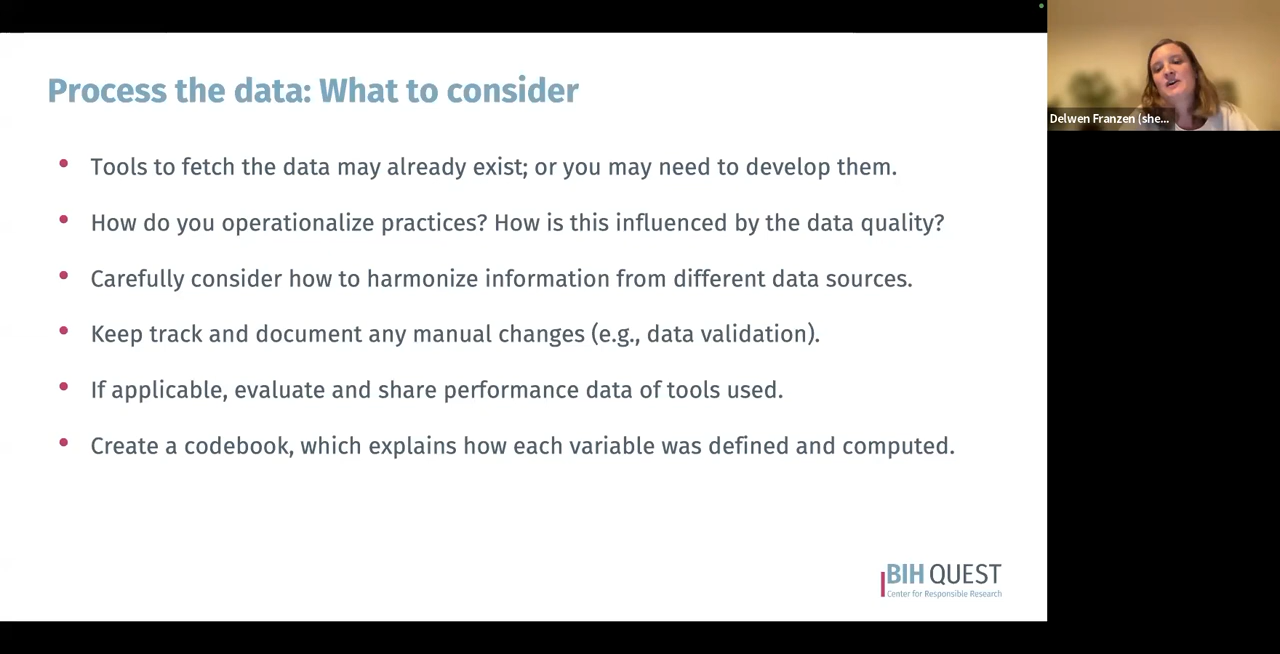 Process the data: What to consider
• Tools to fetch the data may already exist; or you may need to develop them.
• How do you operationalize practices? How is this influenced by the data quality?
• Carefully consider how to harmonize information from different data sources.
• Keep track and document any manual changes (e.g., data validation).
• If applicable, evaluate and share performance data of tools used.
• Create a codebook, which explains how each variable was defined and computed.
BIH QUEST
Center for Responsible Research
Delwen Franzen (she...